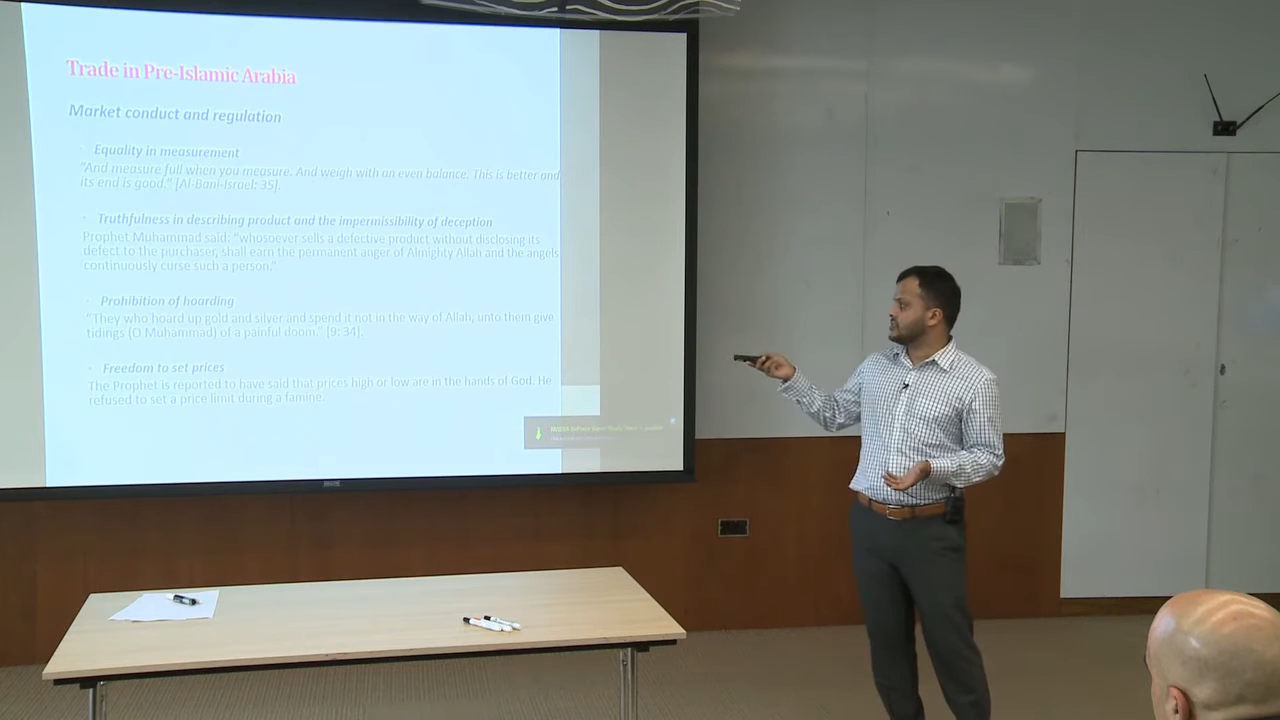 Trade in Pre-Islamic Arabia
Market conduct and regulation
Equality in measurement
"And measure full when you measure. And weigh with an even balance. This is better and
its end is good." [Al-Bani-Israel: 35].
Truthfulness in describing product and the impermissibility of deception
Prophet Muhammad said: "whosoever sells a defective product without disclosing its
defect to the purchaser, shall earn the permanent anger of Almighty Allah and the angels
continuously curse such a person."
Prohibition of hoarding
"They who hoard up gold and silver and spend it not in the way of Allah, unto them give
tidings (O Muhammad) of a painful doom." [9: 34].
Freedom to set prices
The Prophet is reported to have said that prices high or low are in the hands of God. He
refused to set a price limit during a famine.